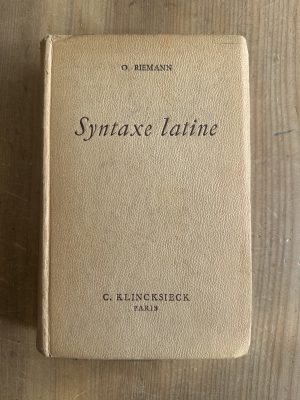 O. RIEMANN
Syntaxe latine
C. KLINCKSIECK
PARIS